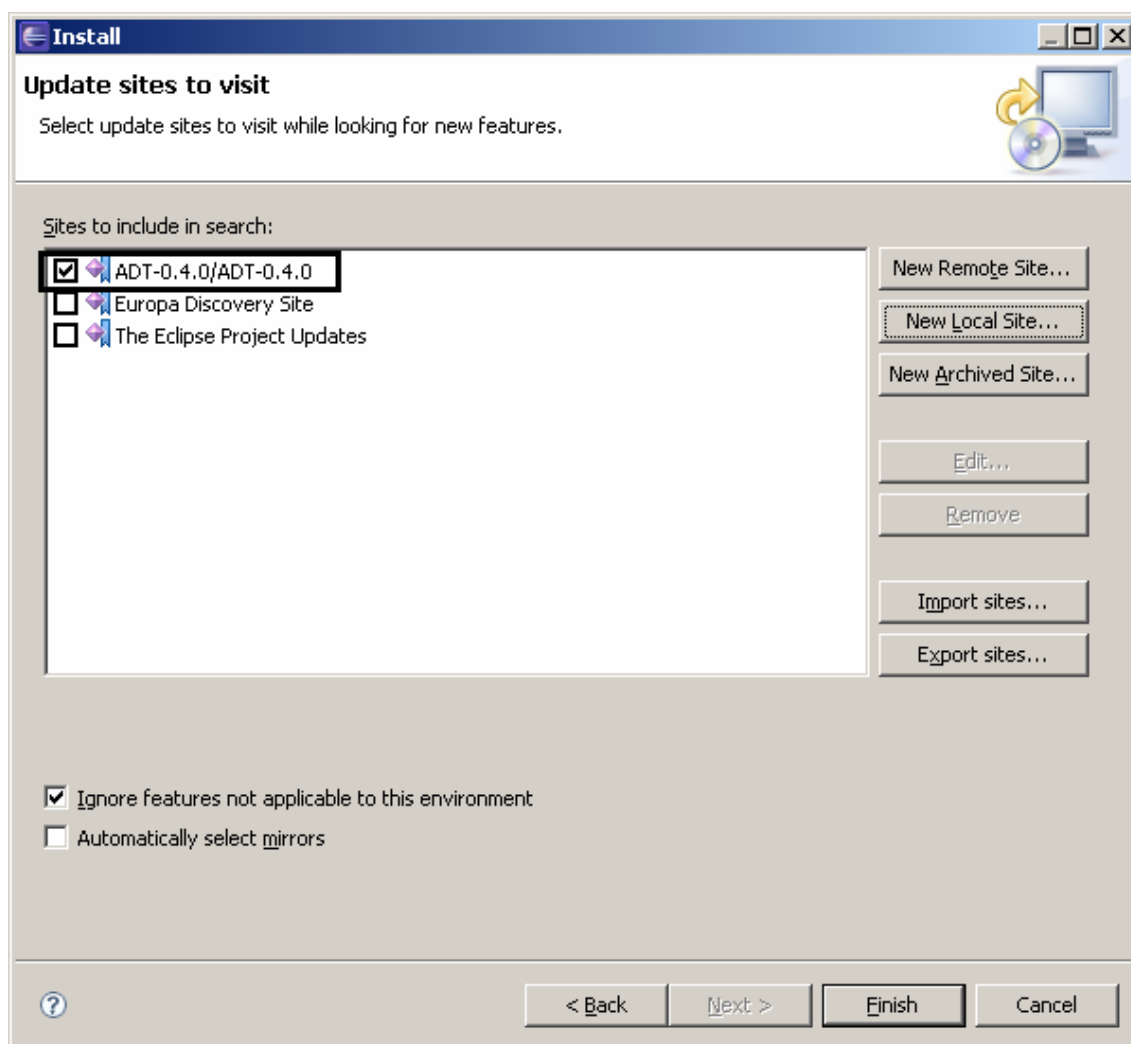 Install
Update sites to visit
Select update sites to visit while looking for new features.
Sites to include in search:
ADT-0.4.0/ADT-0.4.0
Europa Discovery Site
The Eclipse Project Updates
New Remote Site...
New Local Site...
New Archived Site...
Edit...
Remove
Import sites...
Export sites...
Ignore features not applicable to this environment
Automatically select mirrors
? < Back Next > Finish Cancel